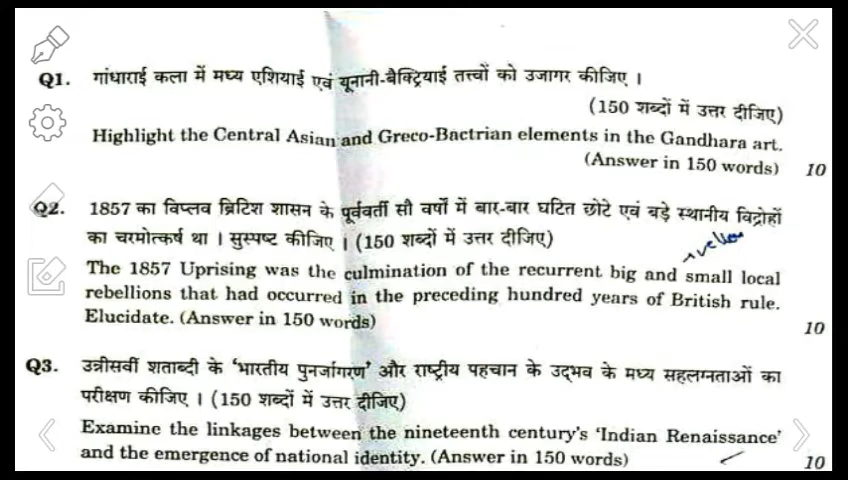 Q1. गांधाराई कला में मध्य एशियाई एवं यूनानी-बैक्ट्रियाई तत्त्वों को उजागर कीजिए ।
(150 शब्दों में उत्तर दीजिए)
Highlight the Central Asian and Greco-Bactrian elements in the Gandhara art.
(Answer in 150 words) 10
Q2. 1857 का विप्लव ब्रिटिश शासन के पूर्ववर्ती सौ वर्षों में बार-बार घटित छोटे एवं बड़े स्थानीय विद्रोहों
का चरमोत्कर्ष था । सुस्पष्ट कीजिए । (150 शब्दों में उत्तर दीजिए)
The 1857 Uprising was the culmination of the recurrent big and small local
rebellions that had occurred in the preceding hundred years of British rule.
Elucidate. (Answer in 150 words) 10
Q3. उन्नीसवीं शताब्दी के ‘भारतीय पुनर्जागरण’ और राष्ट्रीय पहचान के उद्भव के मध्य सहलग्नताओं का
परीक्षण कीजिए । (150 शब्दों में उत्तर दीजिए)
Examine the linkages between the nineteenth century's ‘Indian Renaissance’
and the emergence of national identity. (Answer in 150 words) 10